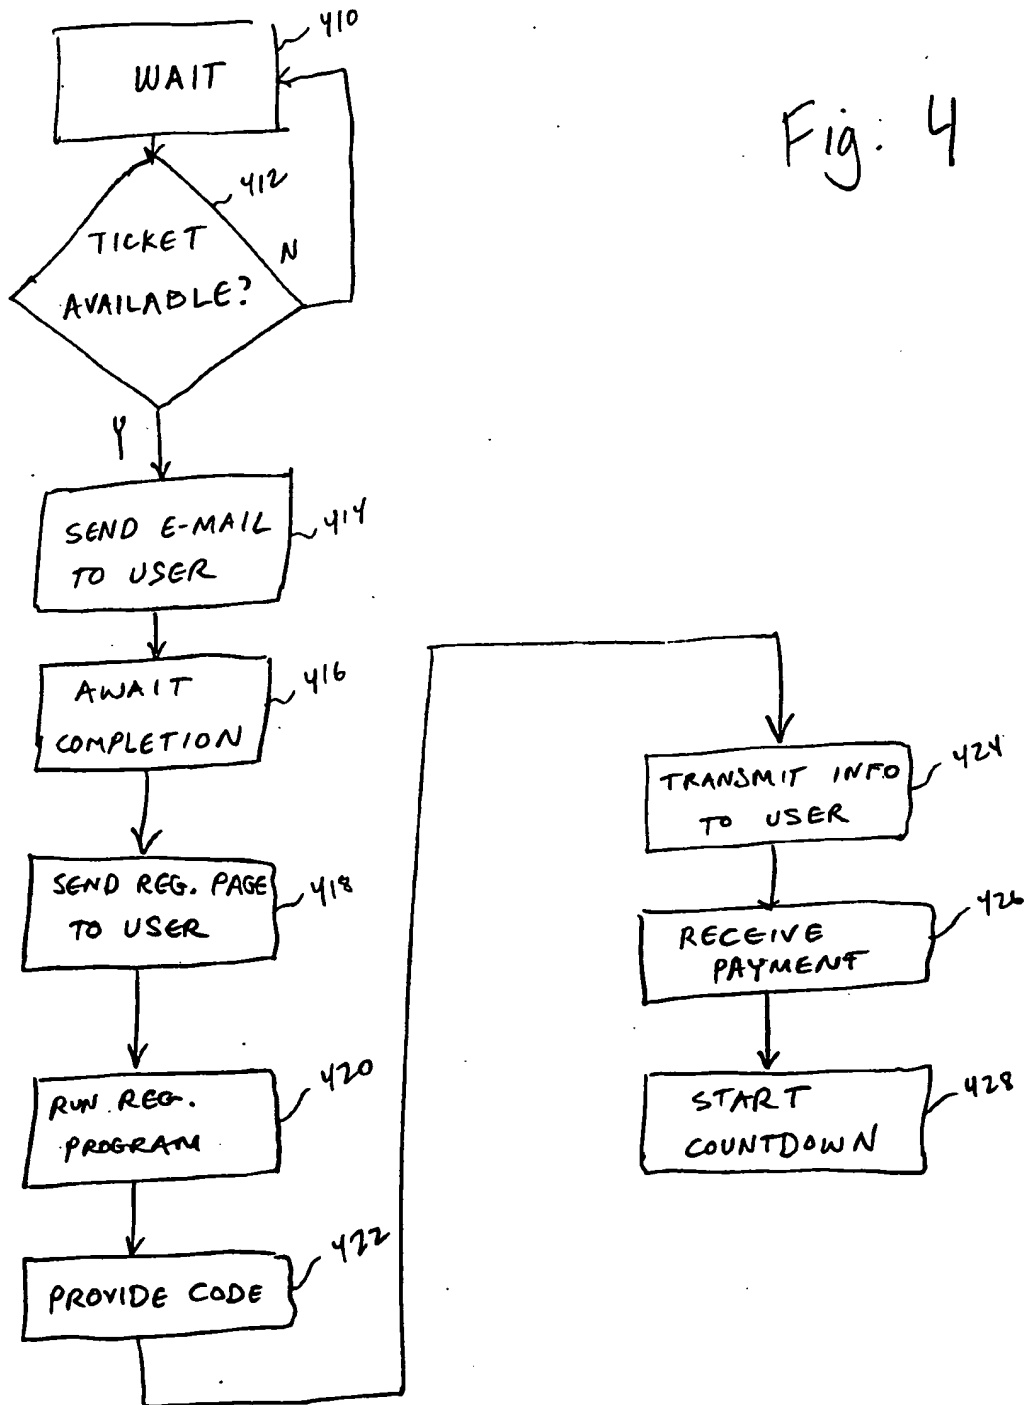 410
WAIT
Fig: 4
412
TICKET
N
AVAILABLE?
Y
SEND E-MAIL
TO USER
414
AWAIT
COMPLETION
416
SEND REG. PAGE
TO USER
418
RUN REG.
PROGRAM
420
PROVIDE CODE
422
TRANSMIT INFO
TO USER
424
RECEIVE
PAYMENT
426
START
COUNTDOWN
428